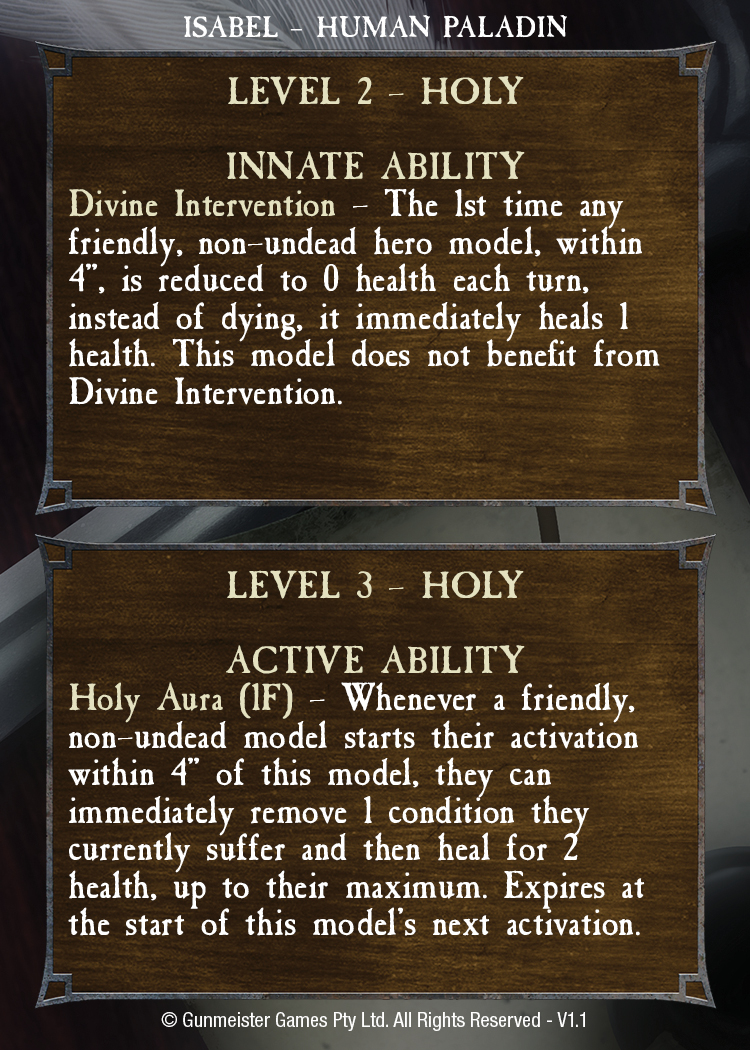 ISABEL – HUMAN PALADIN
LEVEL 2 – HOLY
INNATE ABILITY
Divine Intervention – The 1st time any
friendly, non-undead hero model, within
4”, is reduced to 0 health each turn,
instead of dying, it immediately heals 1
health. This model does not benefit from
Divine Intervention.
LEVEL 3 – HOLY
ACTIVE ABILITY
Holy Aura (1F) – Whenever a friendly,
non-undead model starts their activation
within 4” of this model, they can
immediately remove 1 condition they
currently suffer and then heal for 2
health, up to their maximum. Expires at
the start of this model’s next activation.
© Gunmeister Games Pty Ltd. All Rights Reserved - V1.1